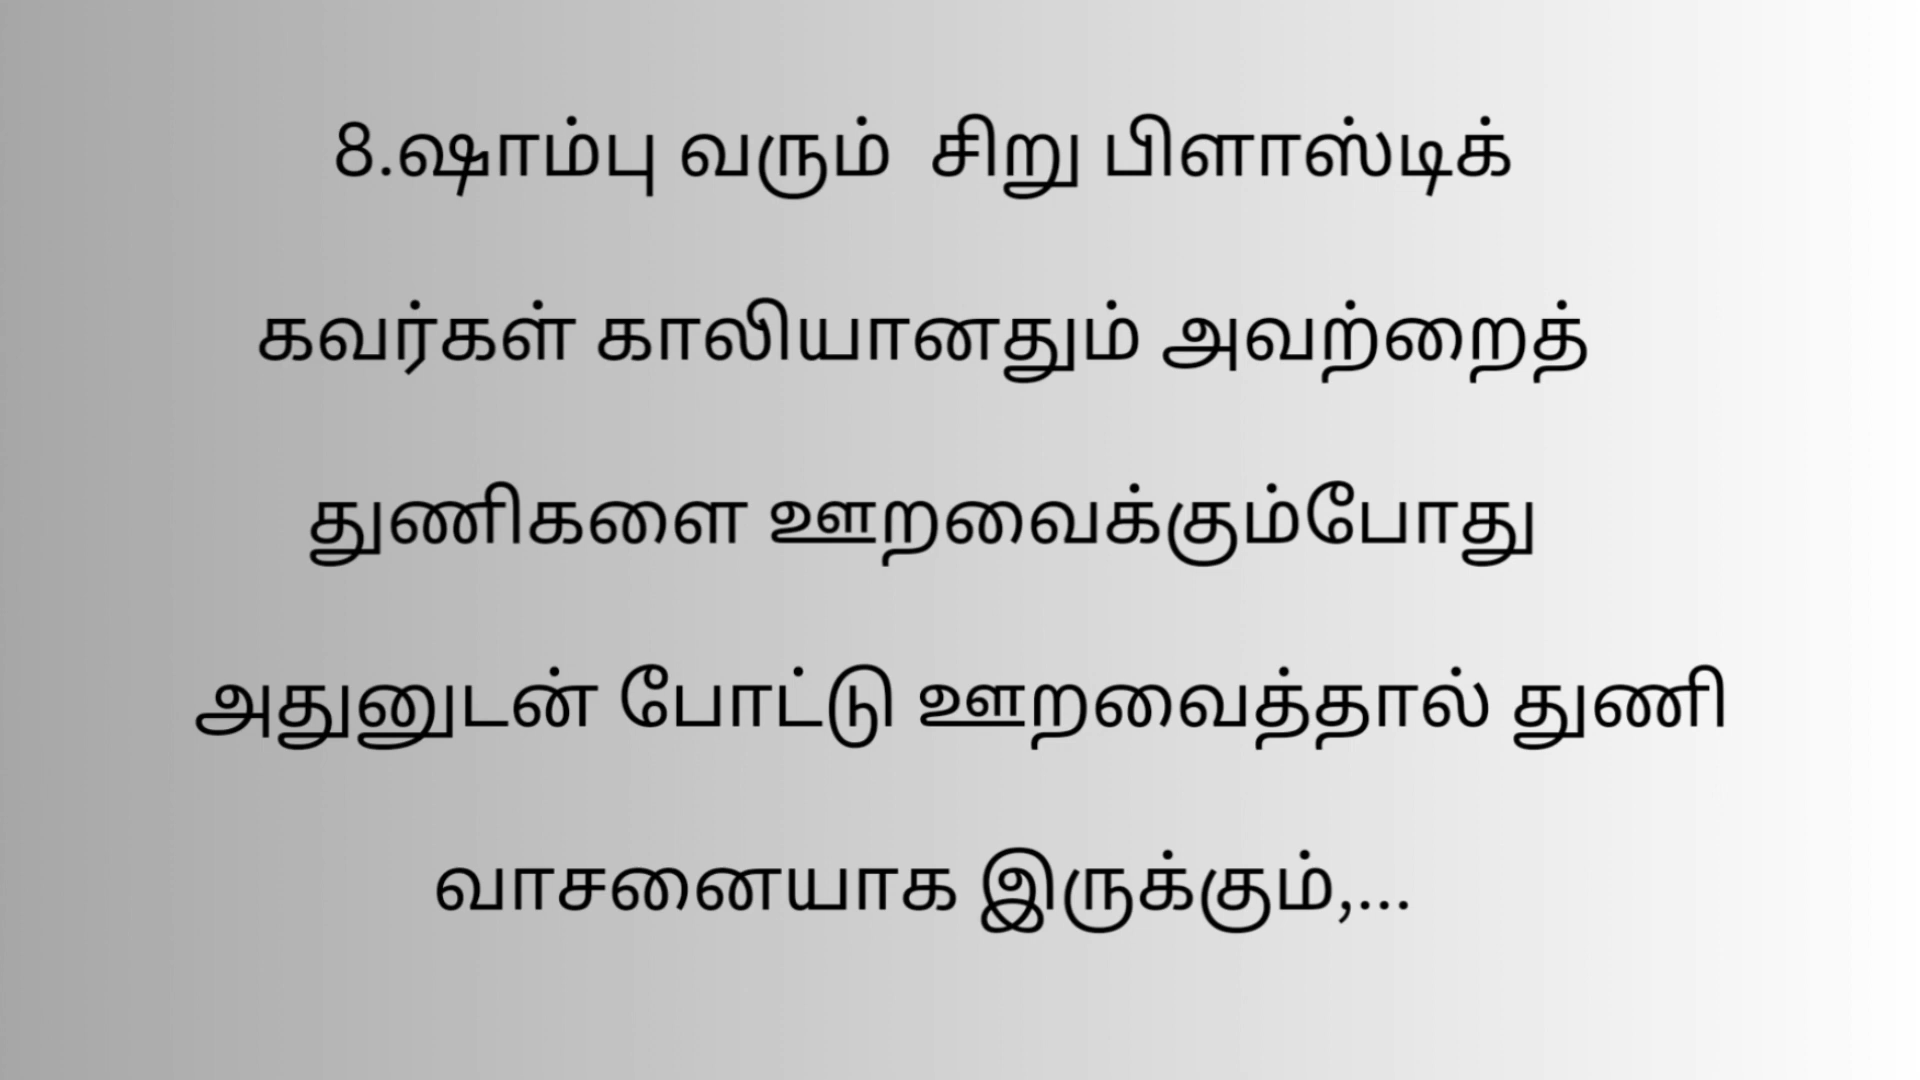 8.ஷாம்பு வரும்  சிறு பிளாஸ்டிக்
கவர்கள் காலியானதும் அவற்றைத்
துணிகளை ஊறவைக்கும்போது
அதுனுடன் போட்டு ஊறவைத்தால் துணி
வாசனையாக இருக்கும்,...